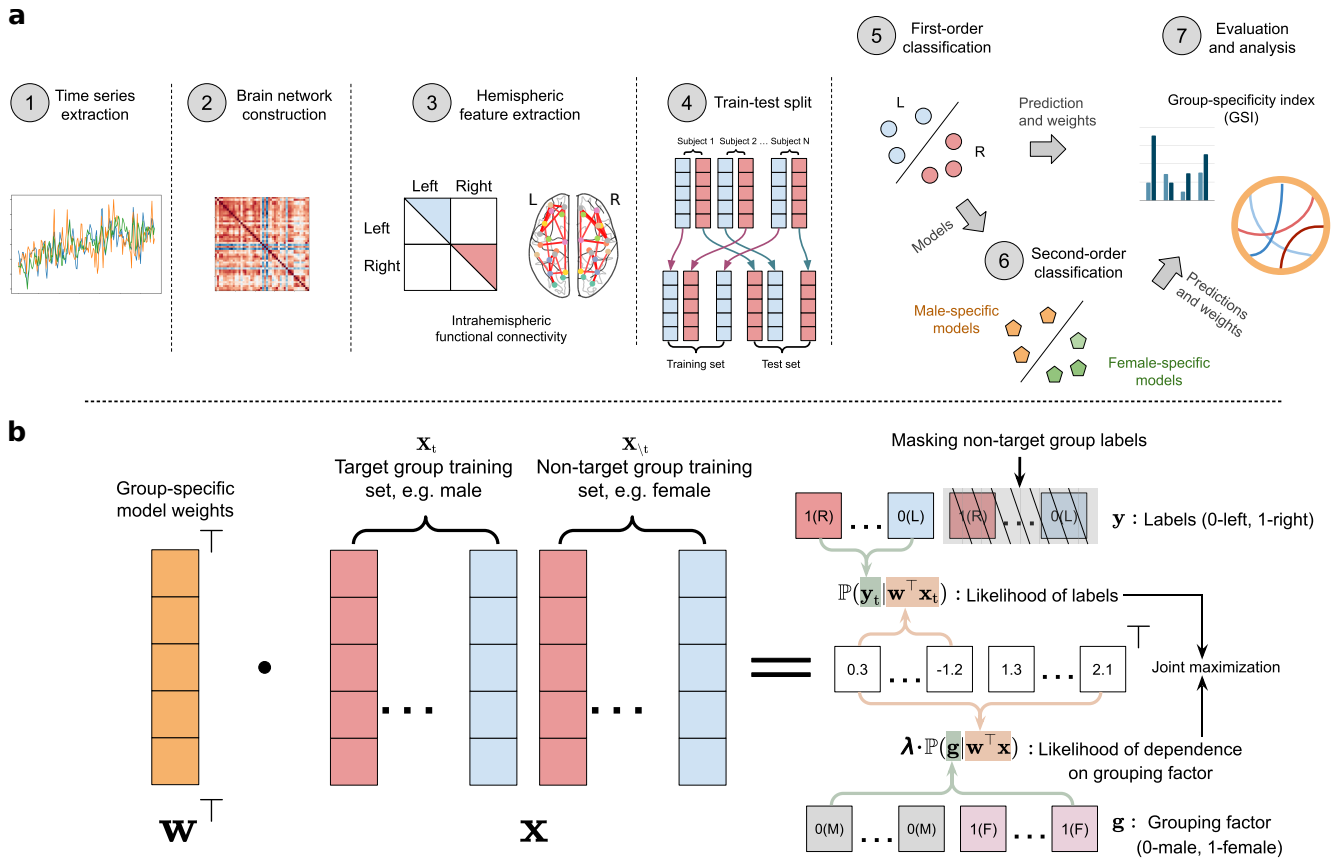 a
1 Time series
extraction
2 Brain network
construction
3 Hemispheric
feature extraction
Left Right
Left
Right
L R
Intrahemispheric
functional connectivity
4 Train-test split
Subject 1 Subject 2 ... Subject N
Training set Test set
5 First-order
classification
L
R
Prediction
and weights
Models
6 Second-order
classification
Male-specific
models
Female-specific
models
Predictions
and weights
7 Evaluation
and analysis
Group-specificity index
(GSI)
b
Group-specific
model weights
⊤
w⊤
x_t
Target group training
set, e.g. male
x_\t
Non-target group training
set, e.g. female
...
...
x
=
Masking non-target group labels
1(R) ... 0(L) 1(R) ... 0(L)
y : Labels (0-left, 1-right)
ℙ(y_t|w⊤x_t) : Likelihood of labels
0.3 ... -1.2 1.3 ... 2.1 ⊤
Joint maximization
λ·ℙ(g|w⊤x) : Likelihood of dependence
on grouping factor
0(M) ... 0(M) 1(F) ... 1(F)
g : Grouping factor
(0-male, 1-female)